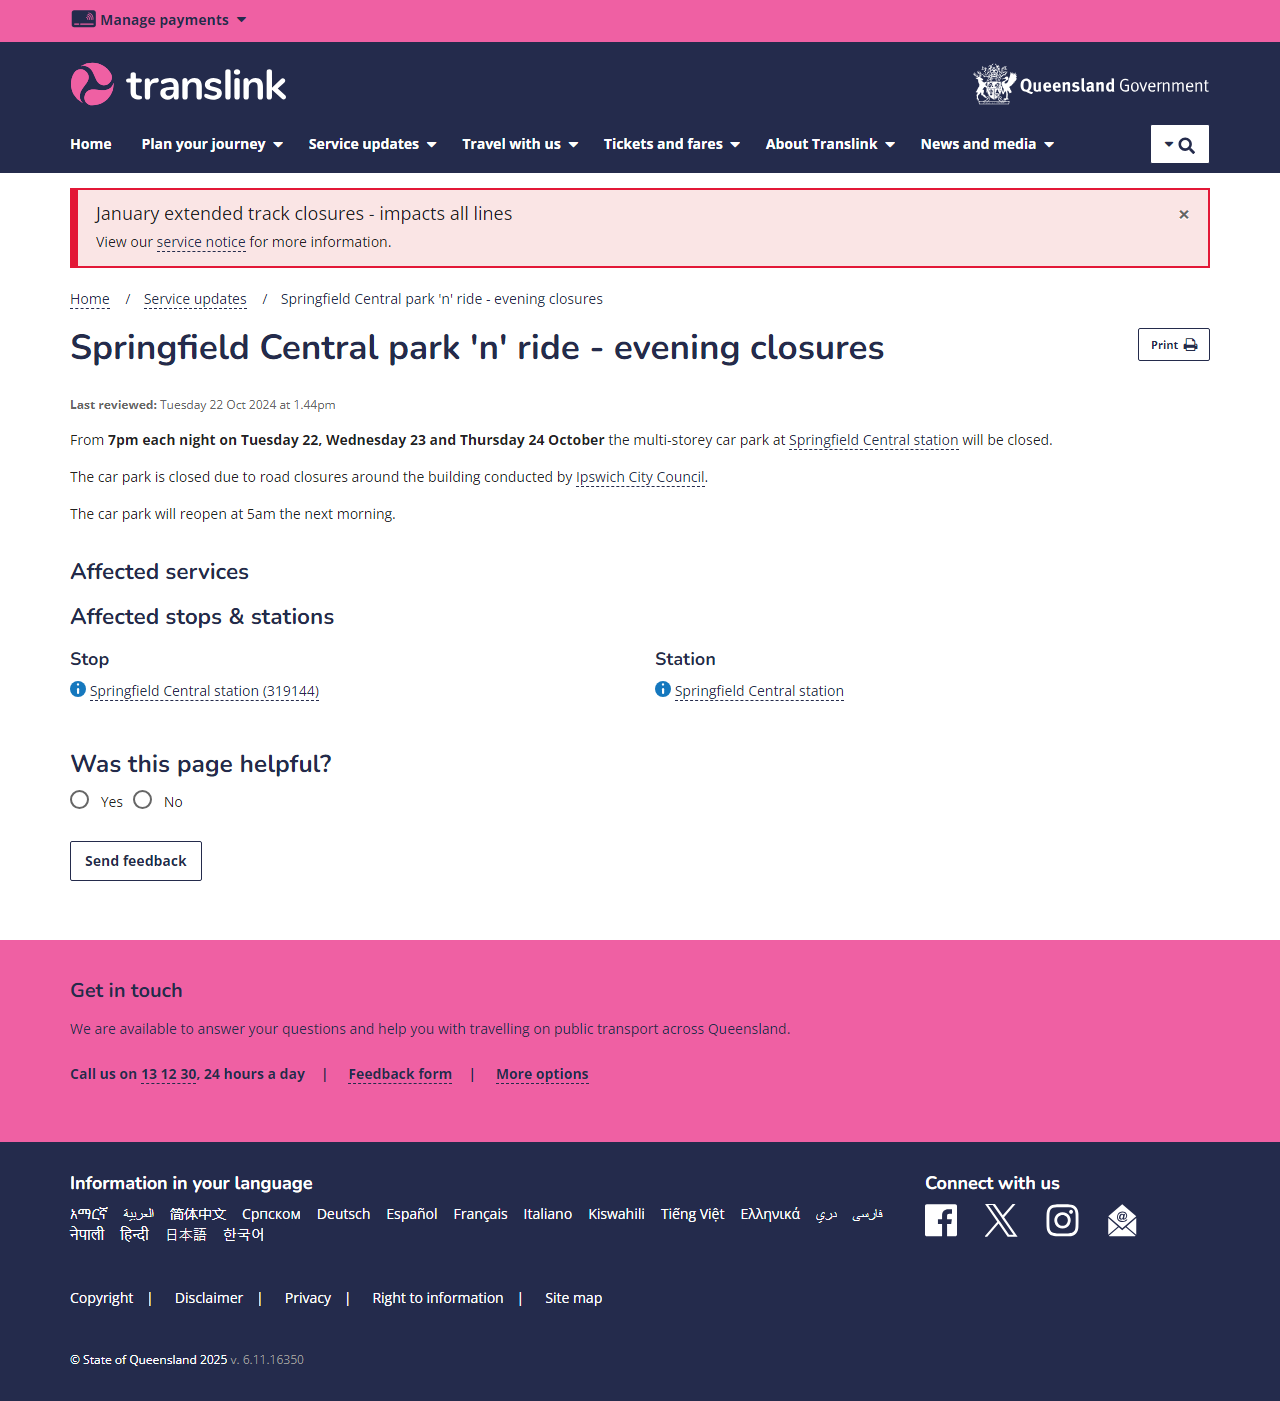 Manage payments
translink
Queensland Government
Home Plan your journey Service updates Travel with us Tickets and fares About Translink News and media
January extended track closures - impacts all lines ×
View our service notice for more information.
Home / Service updates / Springfield Central park 'n' ride - evening closures
Springfield Central park 'n' ride - evening closures
Print
Last reviewed: Tuesday 22 Oct 2024 at 1.44pm
From 7pm each night on Tuesday 22, Wednesday 23 and Thursday 24 October the multi-storey car park at Springfield Central station will be closed.
The car park is closed due to road closures around the building conducted by Ipswich City Council.
The car park will reopen at 5am the next morning.
Affected services
Affected stops & stations
Stop
Springfield Central station (319144)
Station
Springfield Central station
Was this page helpful?
Yes No
Send feedback
Get in touch
We are available to answer your questions and help you with travelling on public transport across Queensland.
Call us on 13 12 30, 24 hours a day | Feedback form | More options
Information in your language
አማርኛ العربية 简体中文 Српском Deutsch Español Français Italiano Kiswahili Tiếng Việt Ελληνικά دري فارسی
नेपाली हिन्दी 日本語 한국어
Connect with us
Copyright | Disclaimer | Privacy | Right to information | Site map
© State of Queensland 2025 v. 6.11.16350